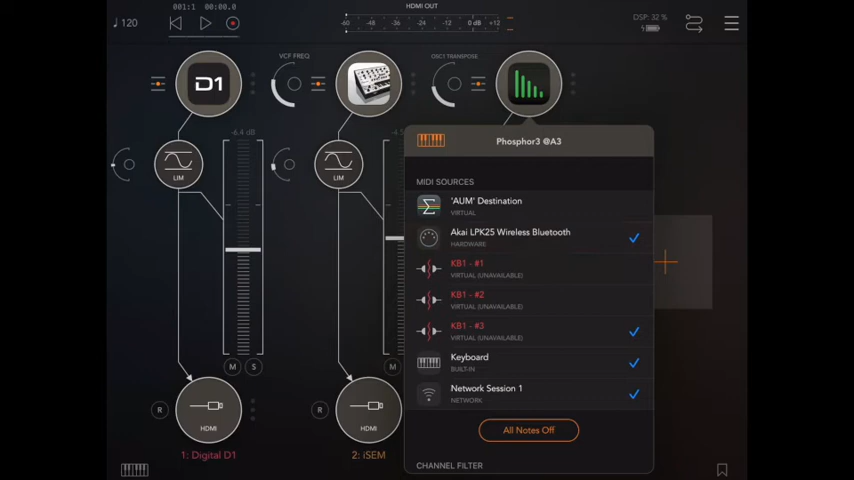 001:1 00:00.0
120
HDMI OUT
-60 -48 -36 -24 -12 0 dB +12
DSP: 32 %
D1
VCF FREQ
OSC1 TRANSPOSE
-6.4 dB
LIM
LIM
Phosphor3 @A3
MIDI SOURCES
'AUM' Destination
VIRTUAL
Akai LPK25 Wireless Bluetooth
HARDWARE
KB1 - #1
VIRTUAL (UNAVAILABLE)
KB1 - #2
VIRTUAL (UNAVAILABLE)
KB1 - #3
VIRTUAL (UNAVAILABLE)
Keyboard
BUILT-IN
Network Session 1
NETWORK
All Notes Off
CHANNEL FILTER
M S
M
R
HDMI
R
HDMI
1: Digital D1
2: iSEM